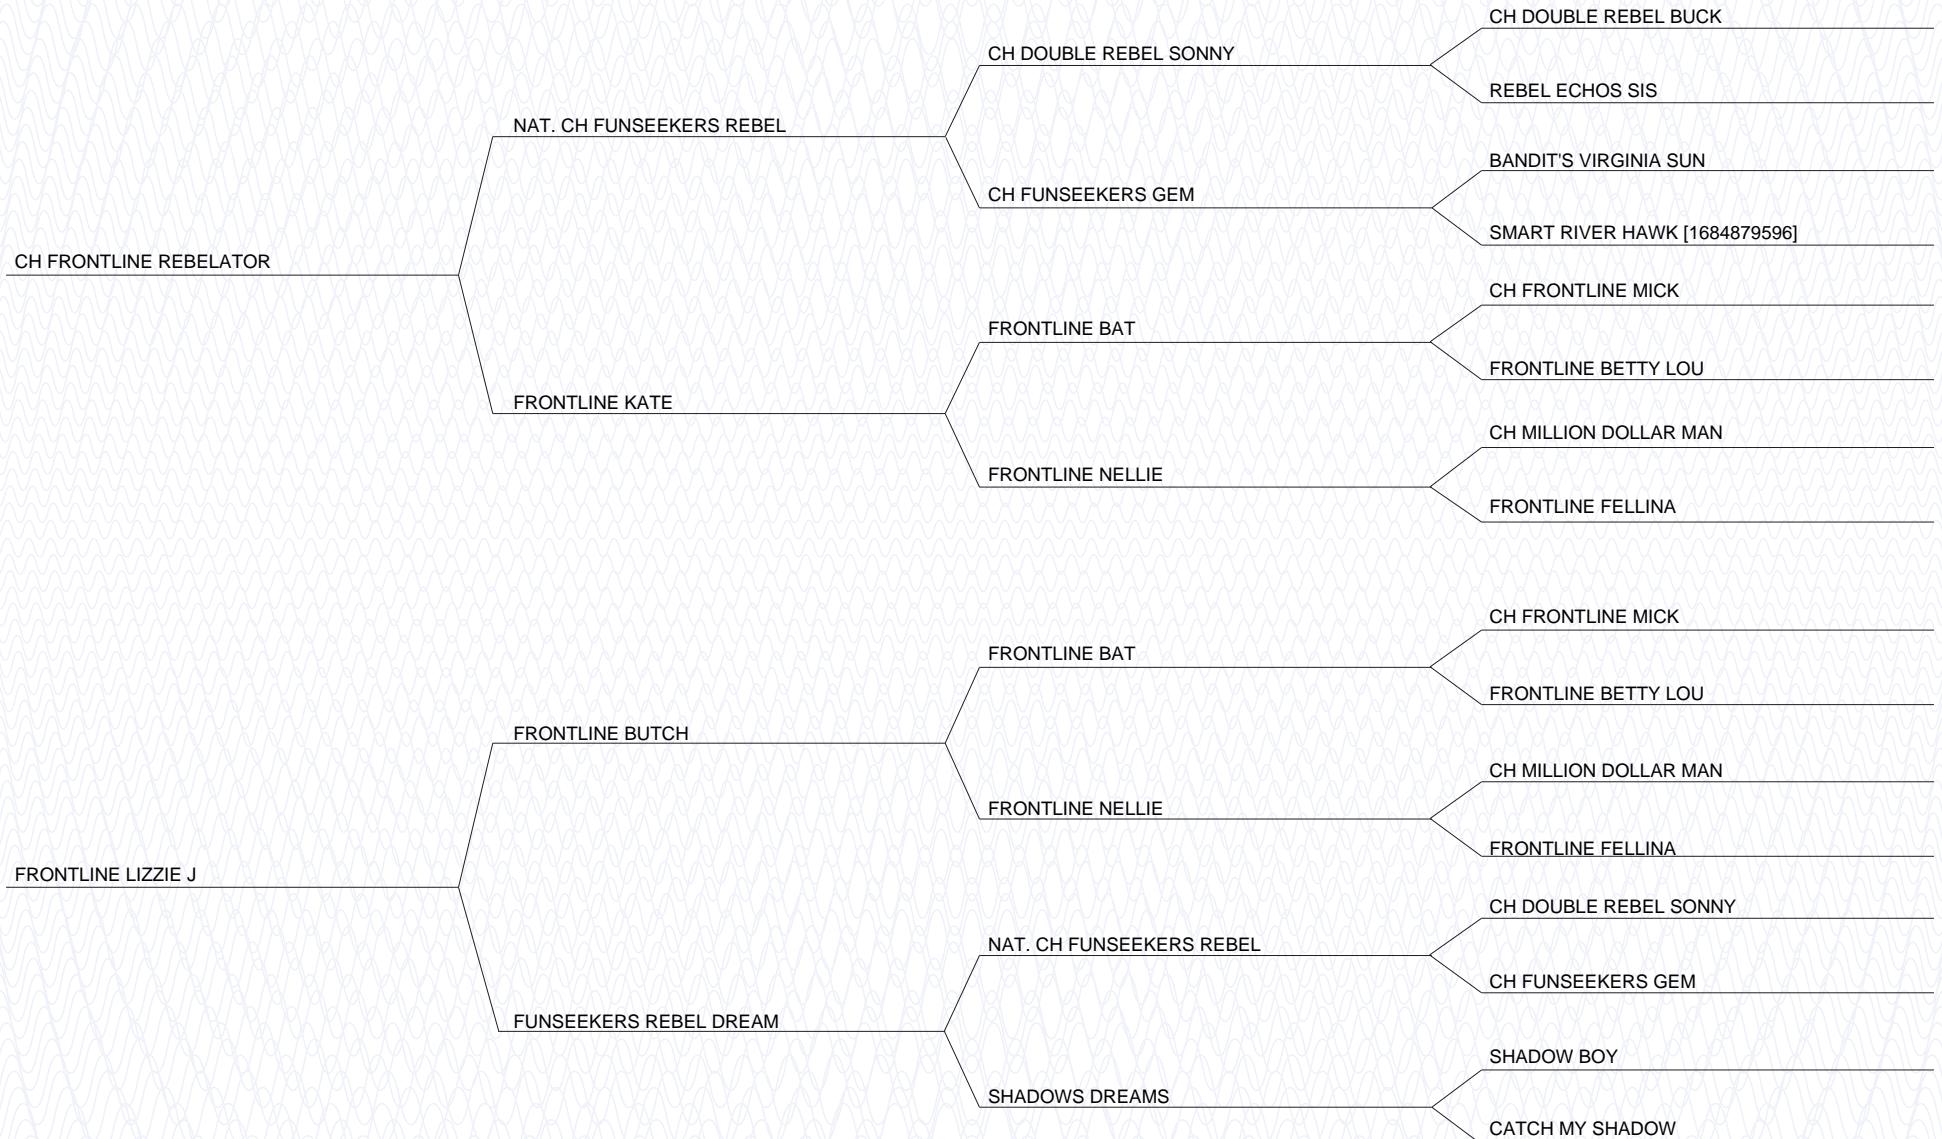 CH DOUBLE REBEL BUCK
CH DOUBLE REBEL SONNY
REBEL ECHOS SIS
NAT. CH FUNSEEKERS REBEL
BANDIT'S VIRGINIA SUN
CH FUNSEEKERS GEM
SMART RIVER HAWK [1684879596]
CH FRONTLINE REBELATOR
CH FRONTLINE MICK
FRONTLINE BAT
FRONTLINE BETTY LOU
FRONTLINE KATE
CH MILLION DOLLAR MAN
FRONTLINE NELLIE
FRONTLINE FELLINA
CH FRONTLINE MICK
FRONTLINE BAT
FRONTLINE BETTY LOU
FRONTLINE BUTCH
CH MILLION DOLLAR MAN
FRONTLINE NELLIE
FRONTLINE FELLINA
FRONTLINE LIZZIE J
CH DOUBLE REBEL SONNY
NAT. CH FUNSEEKERS REBEL
CH FUNSEEKERS GEM
FUNSEEKERS REBEL DREAM
SHADOW BOY
SHADOWS DREAMS
CATCH MY SHADOW